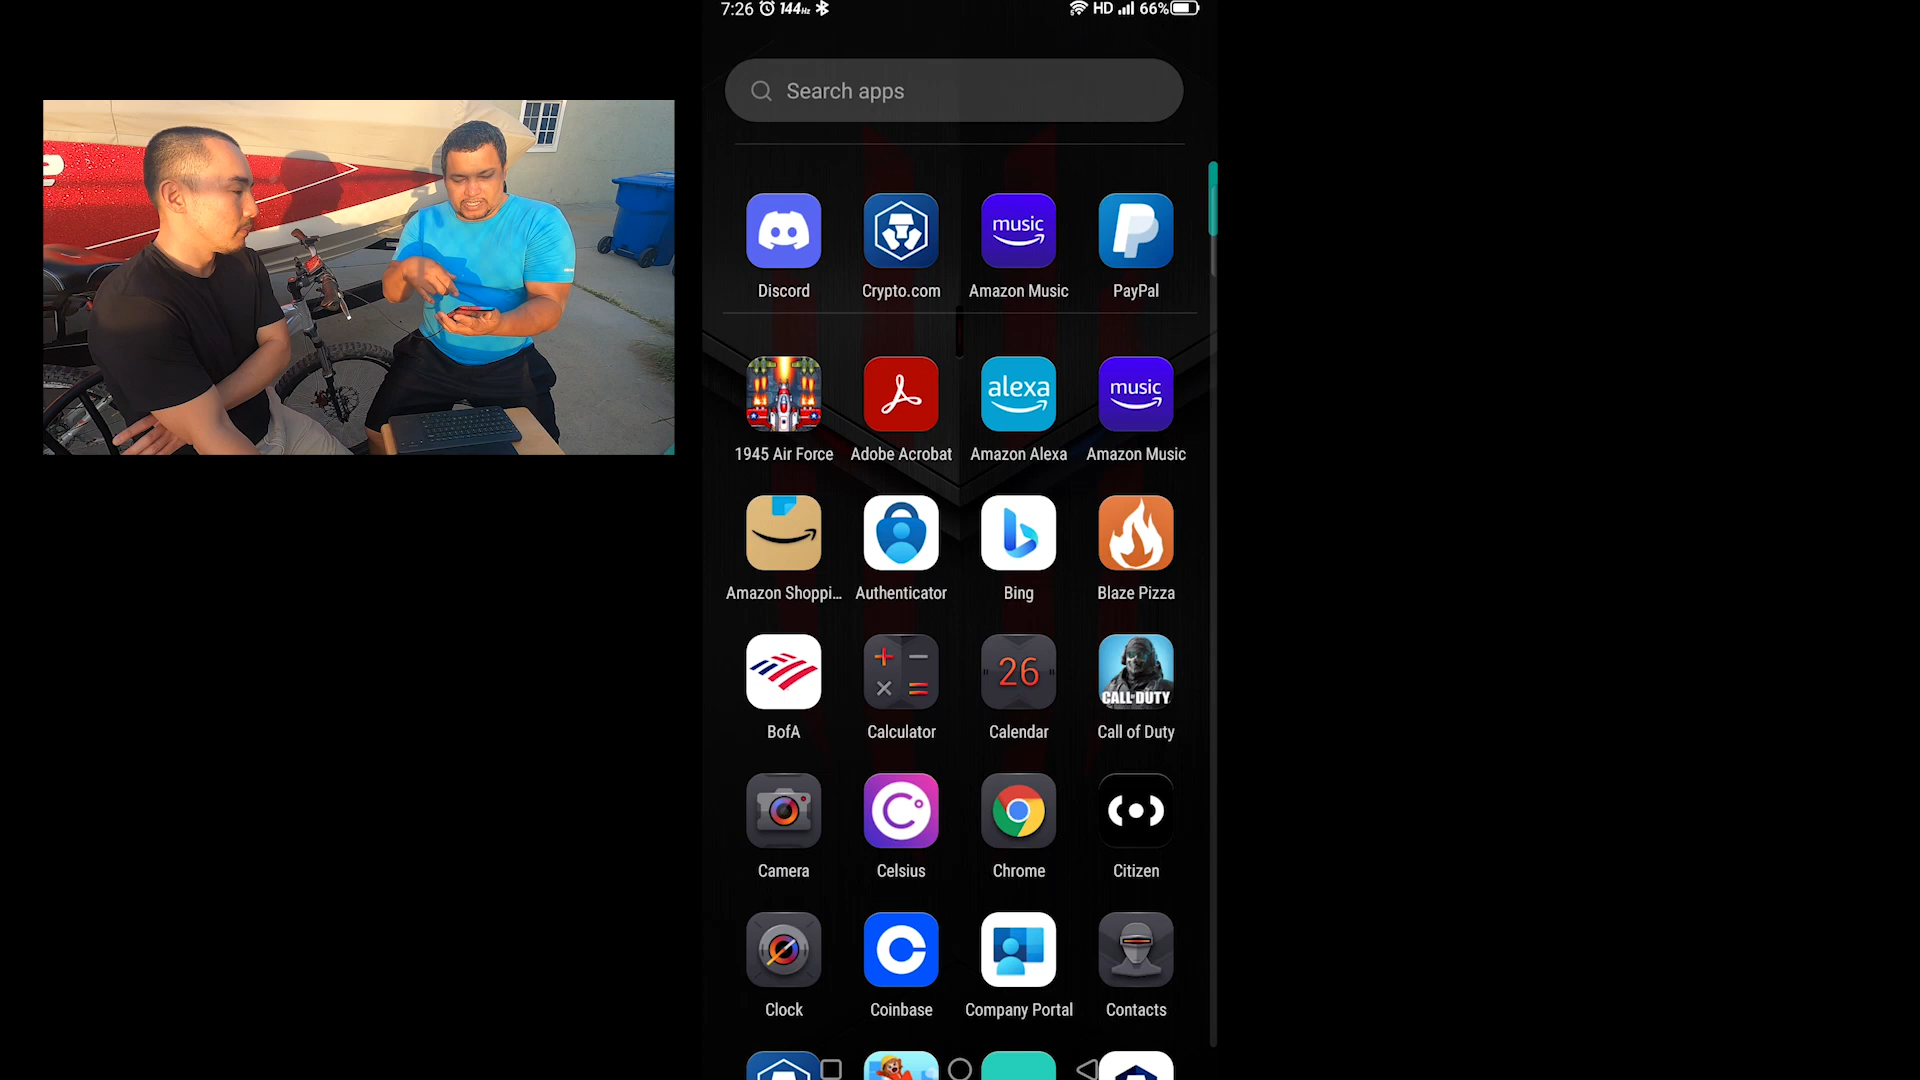 7:26 144Hz HD 66%
Search apps
music
Discord Crypto.com Amazon Music PayPal
alexa music
1945 Air Force Adobe Acrobat Amazon Alexa Amazon Music
Amazon Shoppi... Authenticator Bing Blaze Pizza
26 CALL DUTY
BofA Calculator Calendar Call of Duty
Camera Celsius Chrome Citizen
Clock Coinbase Company Portal Contacts